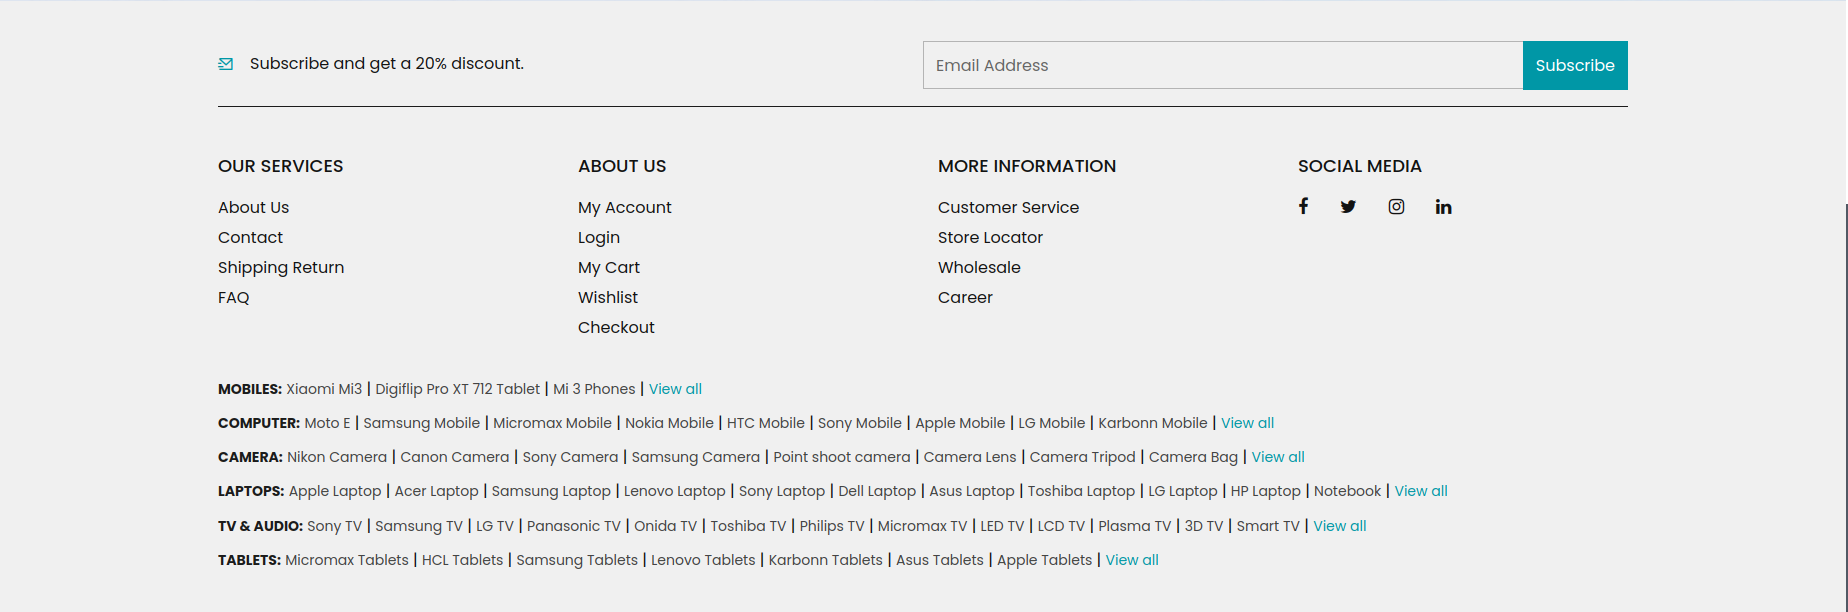 Subscribe and get a 20% discount.
Email Address
Subscribe
OUR SERVICES
About Us
Contact
Shipping Return
FAQ
ABOUT US
My Account
Login
My Cart
Wishlist
Checkout
MORE INFORMATION
Customer Service
Store Locator
Wholesale
Career
SOCIAL MEDIA
MOBILES: Xiaomi Mi3 | Digiflip Pro XT 712 Tablet | Mi 3 Phones | View all
COMPUTER: Moto E | Samsung Mobile | Micromax Mobile | Nokia Mobile | HTC Mobile | Sony Mobile | Apple Mobile | LG Mobile | Karbonn Mobile | View all
CAMERA: Nikon Camera | Canon Camera | Sony Camera | Samsung Camera | Point shoot camera | Camera Lens | Camera Tripod | Camera Bag | View all
LAPTOPS: Apple Laptop | Acer Laptop | Samsung Laptop | Lenovo Laptop | Sony Laptop | Dell Laptop | Asus Laptop | Toshiba Laptop | LG Laptop | HP Laptop | Notebook | View all
TV & AUDIO: Sony TV | Samsung TV | LG TV | Panasonic TV | Onida TV | Toshiba TV | Philips TV | Micromax TV | LED TV | LCD TV | Plasma TV | 3D TV | Smart TV | View all
TABLETS: Micromax Tablets | HCL Tablets | Samsung Tablets | Lenovo Tablets | Karbonn Tablets | Asus Tablets | Apple Tablets | View all